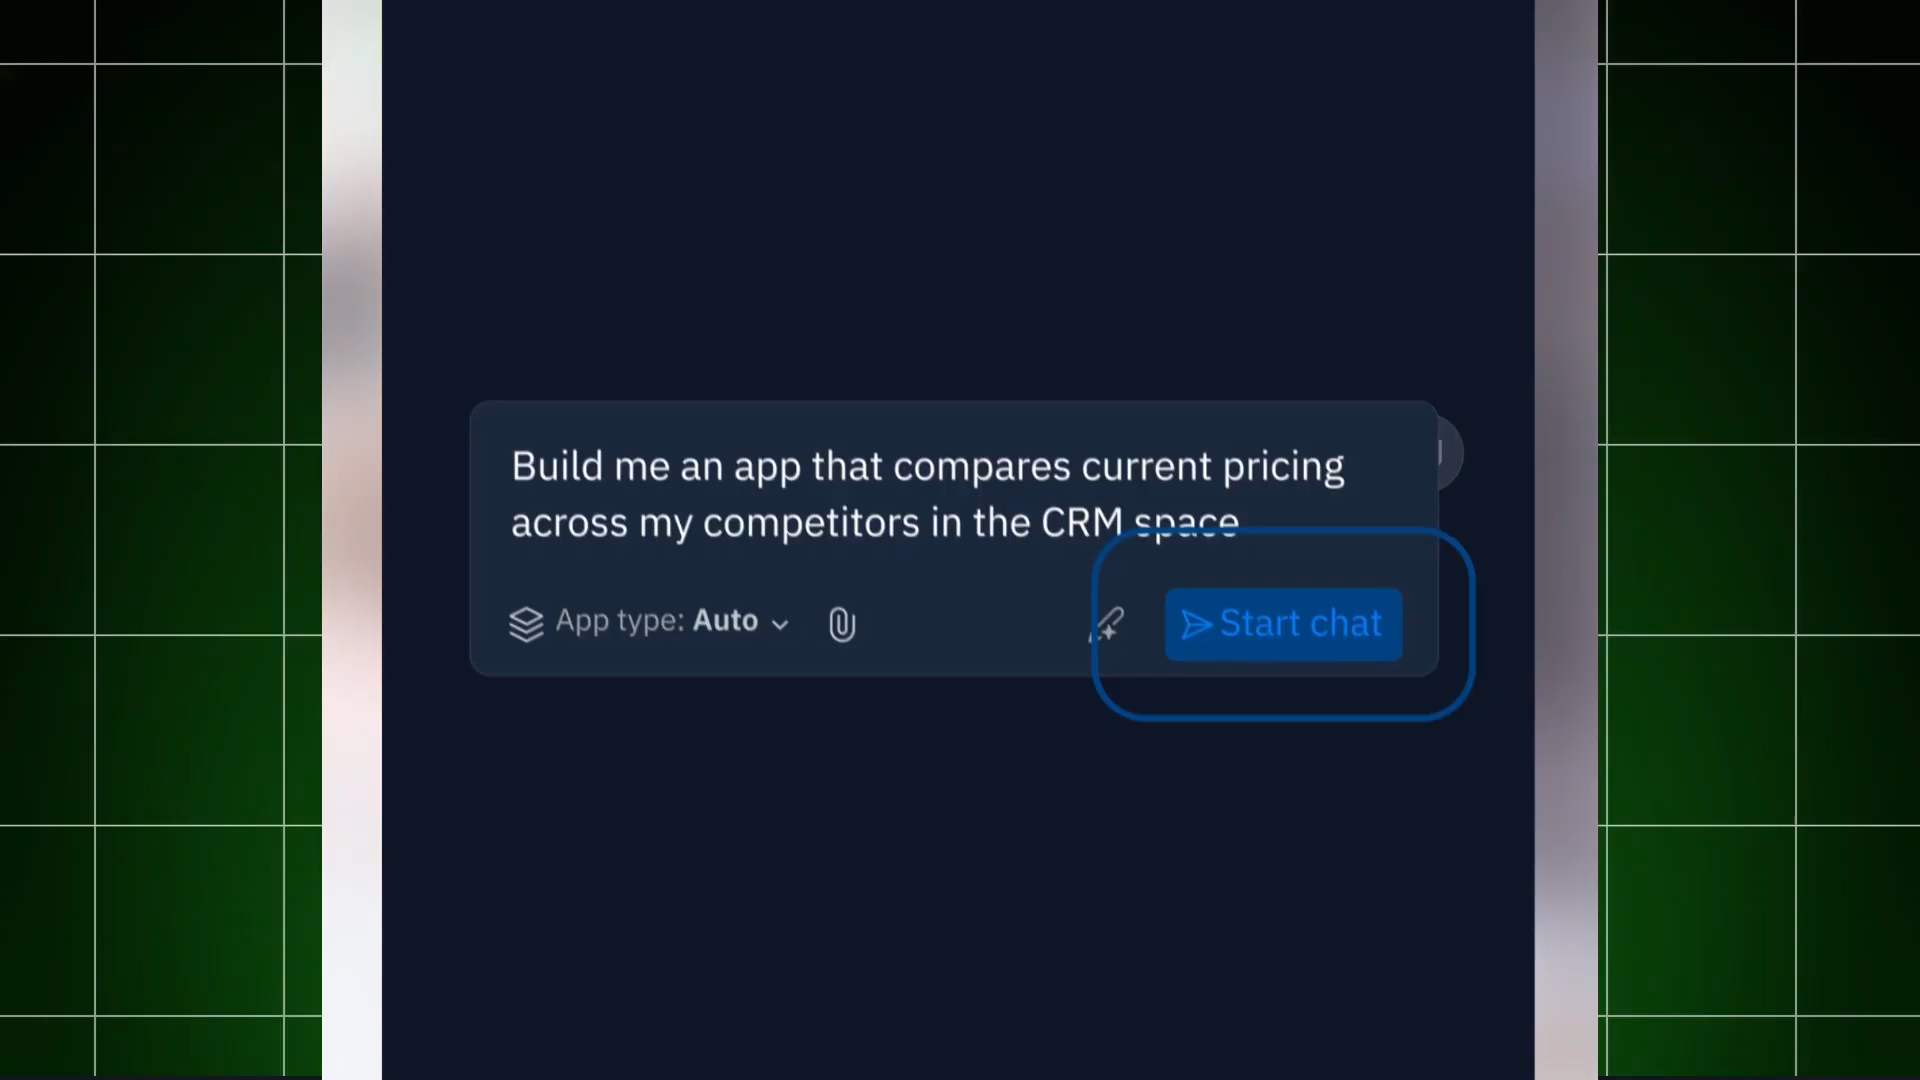 Build me an app that compares current pricing
across my competitors in the CRM space
App type: Auto
Start chat